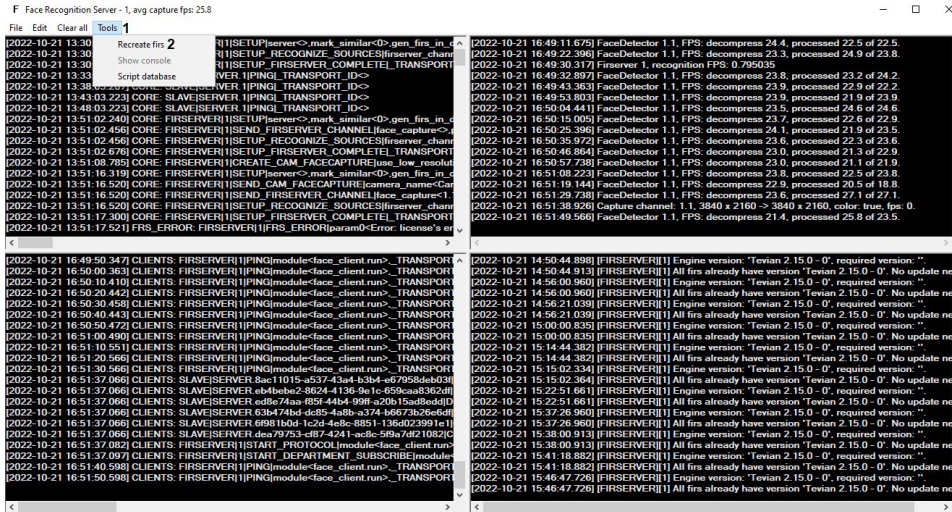 F Face Recognition Server - 1, avg capture fps: 25.8
File Edit Clear all Tools 1
Recreate firs 2
Show console
Script database
[2022-10-21 13:30
R|1|SETUP|server<>,mark_similar<0>,gen_firs_in_d
[2022-10-21 13:30
R|1|SETUP_RECOGNIZE_SOURCES|firserver_chann
[2022-10-21 13:30
R|1|SETUP_FIRSERVER_COMPLETE|_TRANSPORT
[2022-10-21 13:33
VER.1|PING|_TRANSPORT_ID<>
[2022-10-21 13:38 CORE: SLAVE|SERVER.1|PING|_TRANSPORT_ID<>
[2022-10-21 13:43:03.223] CORE: SLAVE|SERVER.1|PING|_TRANSPORT_ID<>
[2022-10-21 13:48:03.223] CORE: SLAVE|SERVER.1|PING|_TRANSPORT_ID<>
[2022-10-21 13:51:02.240] CORE: FIRSERVER|1|SETUP|server<>,mark_similar<0>,gen_firs_in_d
[2022-10-21 13:51:02.456] CORE: FIRSERVER|1|SEND_FIRSERVER_CHANNEL|face_capture<>,p
[2022-10-21 13:51:02.456] CORE: FIRSERVER|1|SETUP_RECOGNIZE_SOURCES|firserver_chann
[2022-10-21 13:51:02.676] CORE: FIRSERVER|1|SETUP_FIRSERVER_COMPLETE|_TRANSPORT
[2022-10-21 13:51:08.785] CORE: FIRSERVER|1|CREATE_CAM_FACECAPTURE|use_low_resoluti
[2022-10-21 13:51:16.319] CORE: FIRSERVER|1|SETUP|server<>,mark_similar<0>,gen_firs_in_d
[2022-10-21 13:51:16.520] CORE: FIRSERVER|1|SEND_CAM_FACECAPTURE|camera_name<Car
[2022-10-21 13:51:16.520] CORE: FIRSERVER|1|SEND_FIRSERVER_CHANNEL|face_capture<1.
[2022-10-21 13:51:16.520] CORE: FIRSERVER|1|SETUP_RECOGNIZE_SOURCES|firserver_chann
[2022-10-21 13:51:17.300] CORE: FIRSERVER|1|SETUP_FIRSERVER_COMPLETE|_TRANSPORT
[2022-10-21 13:51:17.521] FRS_ERROR: FIRSERVER|1|FRS_ERROR|param0<Error: license's er
[2022-10-21 16:49:11.675] FaceDetector 1.1, FPS: decompress 24.4, processed 22.5 of 22.5.
[2022-10-21 16:49:22.396] FaceDetector 1.1, FPS: decompress 23.3, processed 24.9 of 23.8.
[2022-10-21 16:49:30.317] Firserver 1, recognition FPS: 0.795035
[2022-10-21 16:49:32.897] FaceDetector 1.1, FPS: decompress 23.8, processed 23.2 of 24.2.
[2022-10-21 16:49:43.363] FaceDetector 1.1, FPS: decompress 23.9, processed 22.9 of 22.2.
[2022-10-21 16:49:53.803] FaceDetector 1.1, FPS: decompress 23.9, processed 21.9 of 23.9.
[2022-10-21 16:50:04.441] FaceDetector 1.1, FPS: decompress 23.5, processed 24.6 of 24.6.
[2022-10-21 16:50:15.005] FaceDetector 1.1, FPS: decompress 23.7, processed 22.6 of 22.9.
[2022-10-21 16:50:25.396] FaceDetector 1.1, FPS: decompress 24.1, processed 21.9 of 23.5.
[2022-10-21 16:50:35.972] FaceDetector 1.1, FPS: decompress 23.6, processed 22.3 of 23.6.
[2022-10-21 16:50:46.864] FaceDetector 1.1, FPS: decompress 23.0, processed 21.3 of 22.9.
[2022-10-21 16:50:57.738] FaceDetector 1.1, FPS: decompress 23.0, processed 21.1 of 21.9.
[2022-10-21 16:51:08.223] FaceDetector 1.1, FPS: decompress 23.8, processed 22.5 of 23.8.
[2022-10-21 16:51:19.144] FaceDetector 1.1, FPS: decompress 22.9, processed 20.5 of 18.8.
[2022-10-21 16:51:29.738] FaceDetector 1.1, FPS: decompress 23.6, processed 27.1 of 27.1.
[2022-10-21 16:51:38.926] Capture channel: 1.1, 3840 x 2160 -> 3840 x 2160, color: true, fps: 0.
[2022-10-21 16:51:49.566] FaceDetector 1.1, FPS: decompress 21.4, processed 25.8 of 23.5.
[2022-10-21 16:49:50.347] CLIENTS: FIRSERVER|1|PING|module<face_client.run>,_TRANSPORT
[2022-10-21 16:50:00.363] CLIENTS: FIRSERVER|1|PING|module<face_client.run>,_TRANSPORT
[2022-10-21 16:50:10.410] CLIENTS: FIRSERVER|1|PING|module<face_client.run>,_TRANSPORT
[2022-10-21 16:50:20.442] CLIENTS: FIRSERVER|1|PING|module<face_client.run>,_TRANSPORT
[2022-10-21 16:50:30.458] CLIENTS: FIRSERVER|1|PING|module<face_client.run>,_TRANSPORT
[2022-10-21 16:50:40.443] CLIENTS: FIRSERVER|1|PING|module<face_client.run>,_TRANSPORT
[2022-10-21 16:50:50.472] CLIENTS: FIRSERVER|1|PING|module<face_client.run>,_TRANSPORT
[2022-10-21 16:51:00.490] CLIENTS: FIRSERVER|1|PING|module<face_client.run>,_TRANSPORT
[2022-10-21 16:51:10.551] CLIENTS: FIRSERVER|1|PING|module<face_client.run>,_TRANSPORT
[2022-10-21 16:51:20.566] CLIENTS: FIRSERVER|1|PING|module<face_client.run>,_TRANSPORT
[2022-10-21 16:51:30.566] CLIENTS: FIRSERVER|1|PING|module<face_client.run>,_TRANSPORT
[2022-10-21 16:51:37.066] CLIENTS: SLAVE|SERVER.8ac11015-a537-43a4-b3b4-e67958deb03f|
[2022-10-21 16:51:37.066] CLIENTS: SLAVE|SERVER.eb4bebe2-8624-4136-9e1c-659caa8362df|
[2022-10-21 16:51:37.066] CLIENTS: SLAVE|SERVER.ed8e74aa-f85f-44b4-99ff-a20b15ad8edd|D
[2022-10-21 16:51:37.066] CLIENTS: SLAVE|SERVER.63b474bd-dc85-4a8b-a374-b6673b26e6df|
[2022-10-21 16:51:37.066] CLIENTS: SLAVE|SERVER.6f981b0d-1c2d-4e8c-8851-136d023991e1|
[2022-10-21 16:51:37.066] CLIENTS: SLAVE|SERVER.dea79753-cf87-4241-ac8c-5f9a7df21082|C
[2022-10-21 16:51:37.082] CLIENTS: FIRSERVER|1|START_PROTOCOL|module<face_client.run>
[2022-10-21 16:51:37.097] CLIENTS: FIRSERVER|1|START_DEPARTMENT_SUBSCRIBE|module<
[2022-10-21 16:51:40.598] CLIENTS: FIRSERVER|1|PING|module<face_client.run>,_TRANSPORT
[2022-10-21 16:51:50.598] CLIENTS: FIRSERVER|1|PING|module<face_client.run>,_TRANSPORT
[2022-10-21 14:50:44.898] [FIRSERVER][1] Engine version: 'Tevian 2.15.0 - 0', required version: ''.
[2022-10-21 14:50:44.913] [FIRSERVER][1] All firs already have version 'Tevian 2.15.0 - 0'. No update ne
[2022-10-21 14:56:00.960] [FIRSERVER][1] Engine version: 'Tevian 2.15.0 - 0', required version: ''.
[2022-10-21 14:56:00.960] [FIRSERVER][1] All firs already have version 'Tevian 2.15.0 - 0'. No update ne
[2022-10-21 14:56:21.039] [FIRSERVER][1] Engine version: 'Tevian 2.15.0 - 0', required version: ''.
[2022-10-21 14:56:21.039] [FIRSERVER][1] All firs already have version 'Tevian 2.15.0 - 0'. No update ne
[2022-10-21 15:00:00.835] [FIRSERVER][1] Engine version: 'Tevian 2.15.0 - 0', required version: ''.
[2022-10-21 15:00:00.835] [FIRSERVER][1] All firs already have version 'Tevian 2.15.0 - 0'. No update ne
[2022-10-21 15:14:44.382] [FIRSERVER][1] Engine version: 'Tevian 2.15.0 - 0', required version: ''.
[2022-10-21 15:14:44.382] [FIRSERVER][1] All firs already have version 'Tevian 2.15.0 - 0'. No update ne
[2022-10-21 15:15:02.334] [FIRSERVER][1] Engine version: 'Tevian 2.15.0 - 0', required version: ''.
[2022-10-21 15:15:02.364] [FIRSERVER][1] All firs already have version 'Tevian 2.15.0 - 0'. No update ne
[2022-10-21 15:22:51.661] [FIRSERVER][1] Engine version: 'Tevian 2.15.0 - 0', required version: ''.
[2022-10-21 15:22:51.661] [FIRSERVER][1] All firs already have version 'Tevian 2.15.0 - 0'. No update ne
[2022-10-21 15:37:26.960] [FIRSERVER][1] Engine version: 'Tevian 2.15.0 - 0', required version: ''.
[2022-10-21 15:37:26.960] [FIRSERVER][1] All firs already have version 'Tevian 2.15.0 - 0'. No update ne
[2022-10-21 15:38:00.913] [FIRSERVER][1] Engine version: 'Tevian 2.15.0 - 0', required version: ''.
[2022-10-21 15:38:00.913] [FIRSERVER][1] All firs already have version 'Tevian 2.15.0 - 0'. No update ne
[2022-10-21 15:41:18.882] [FIRSERVER][1] Engine version: 'Tevian 2.15.0 - 0', required version: ''.
[2022-10-21 15:41:18.882] [FIRSERVER][1] All firs already have version 'Tevian 2.15.0 - 0'. No update ne
[2022-10-21 15:46:47.726] [FIRSERVER][1] Engine version: 'Tevian 2.15.0 - 0', required version: ''.
[2022-10-21 15:46:47.726] [FIRSERVER][1] All firs already have version 'Tevian 2.15.0 - 0'. No update ne